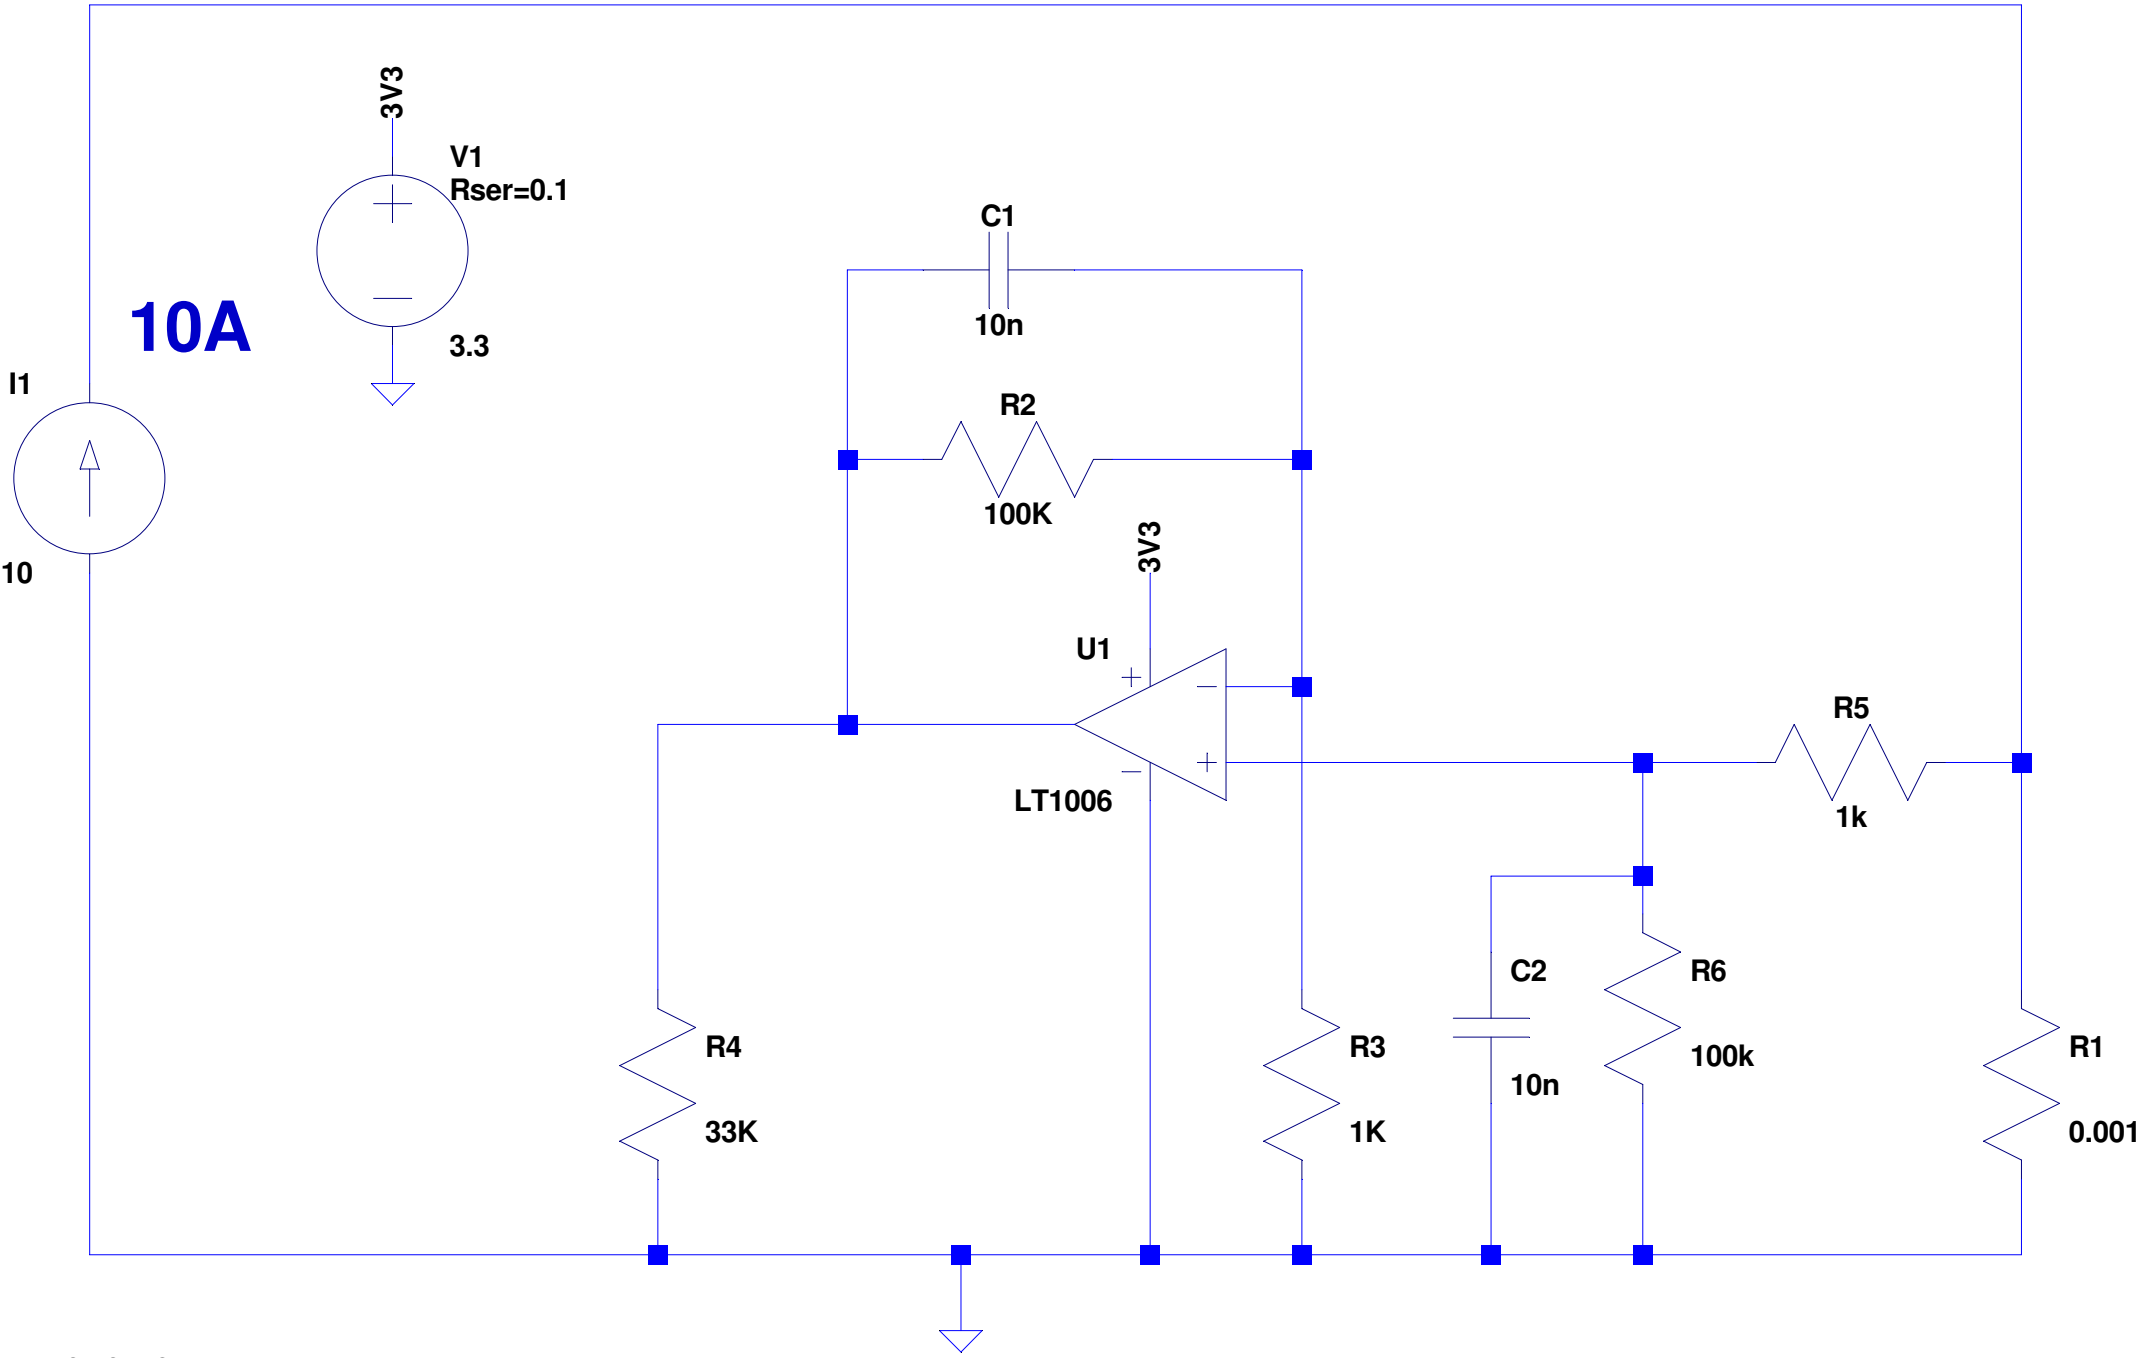 3V3
V1
Rser=0.1
3.3
10A
I1
10
C1
10n
R2
100K
3V3
U1
+
−
−
+
LT1006
R5
1k
C2
10n
R6
100k
R4
33K
R3
1K
R1
0.001